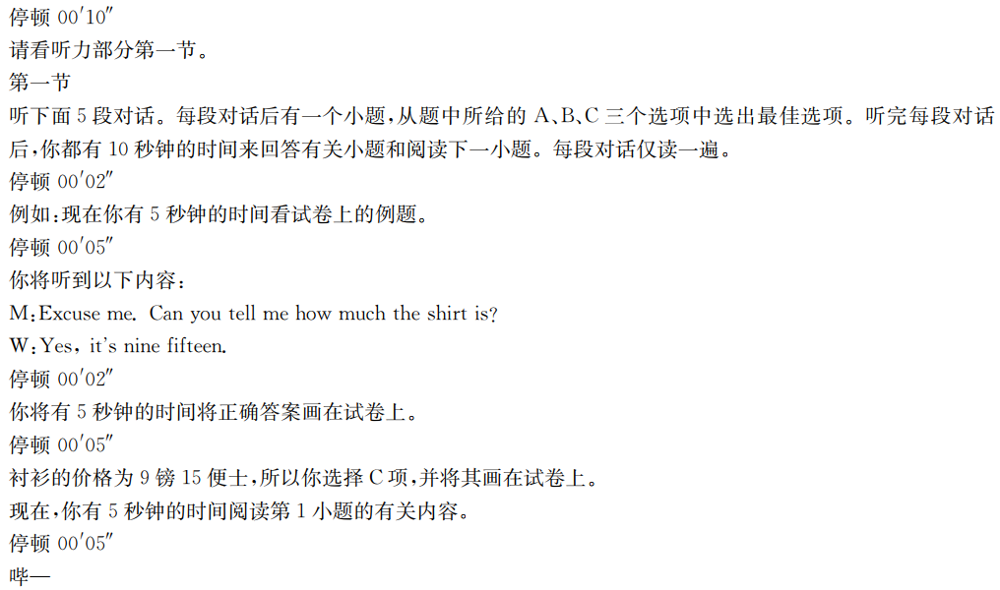 停顿 00′10″
请看听力部分第一节。
第一节
听下面 5 段对话。每段对话后有一个小题,从题中所给的 A、B、C 三个选项中选出最佳选项。听完每段对话
后,你都有 10 秒钟的时间来回答有关小题和阅读下一小题。每段对话仅读一遍。
停顿 00′02″
例如:现在你有 5 秒钟的时间看试卷上的例题。
停顿 00′05″
你将听到以下内容:
M:Excuse me. Can you tell me how much the shirt is?
W:Yes, it's nine fifteen.
停顿 00′02″
你将有 5 秒钟的时间将正确答案画在试卷上。
停顿 00′05″
衬衫的价格为 9 镑 15 便士,所以你选择 C 项,并将其画在试卷上。
现在,你有 5 秒钟的时间阅读第 1 小题的有关内容。
停顿 00′05″
哔—